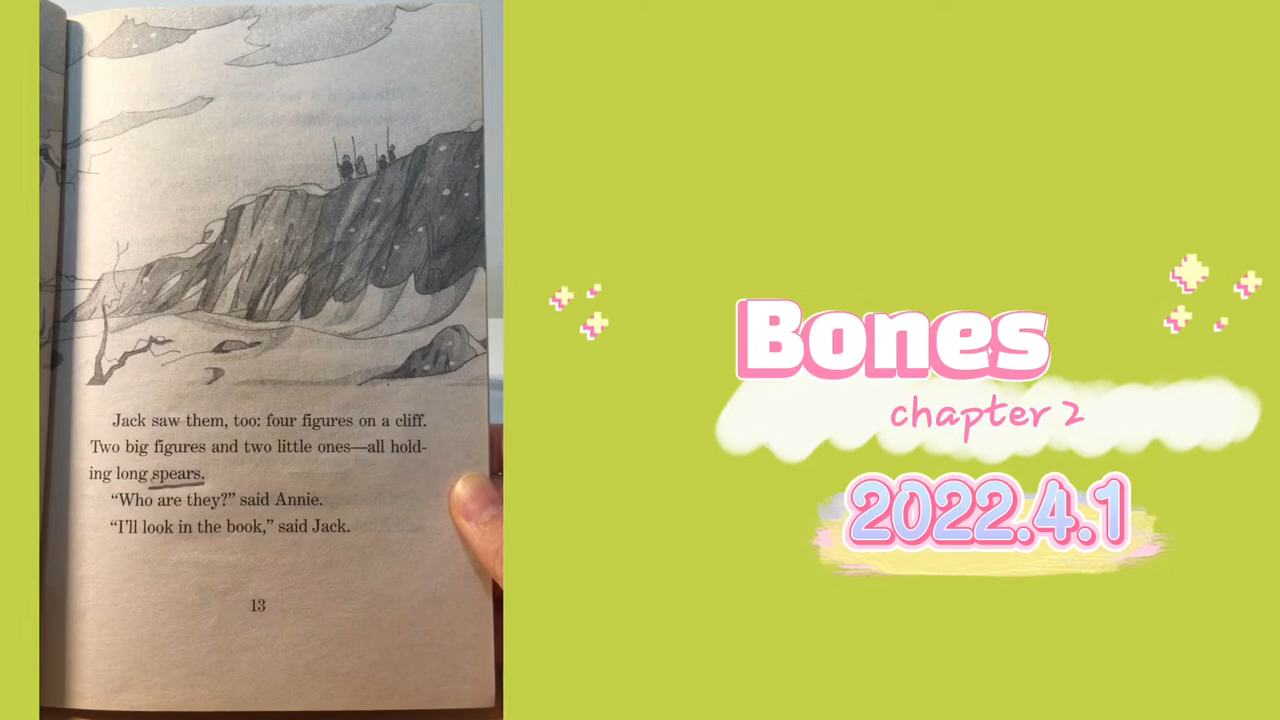 Jack saw them, too: four figures on a cliff.
Two big figures and two little ones—all hold-
ing long spears.
“Who are they?” said Annie.
“I’ll look in the book,” said Jack.
13
Bones
chapter 2
2022.4.1